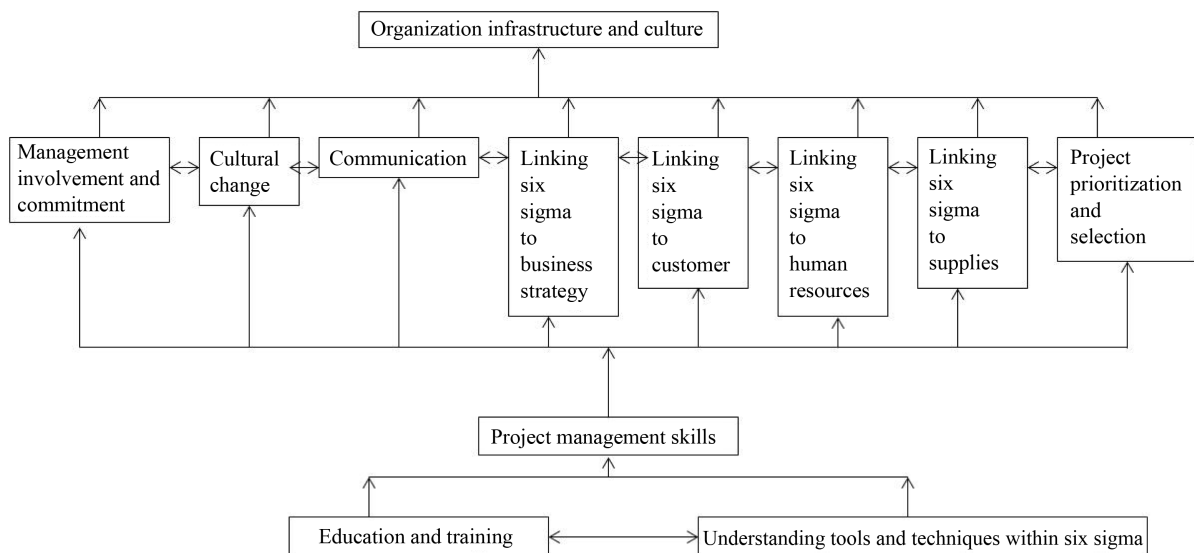 Organization infrastructure and culture
Management
involvement and
commitment
Cultural
change
Communication
Linking
six
sigma
to
business
strategy
Linking
six
sigma
to
customer
Linking
six
sigma
to
human
resources
Linking
six
sigma
to
supplies
Project
prioritization
and
selection
Project management skills
Education and training
Understanding tools and techniques within six sigma